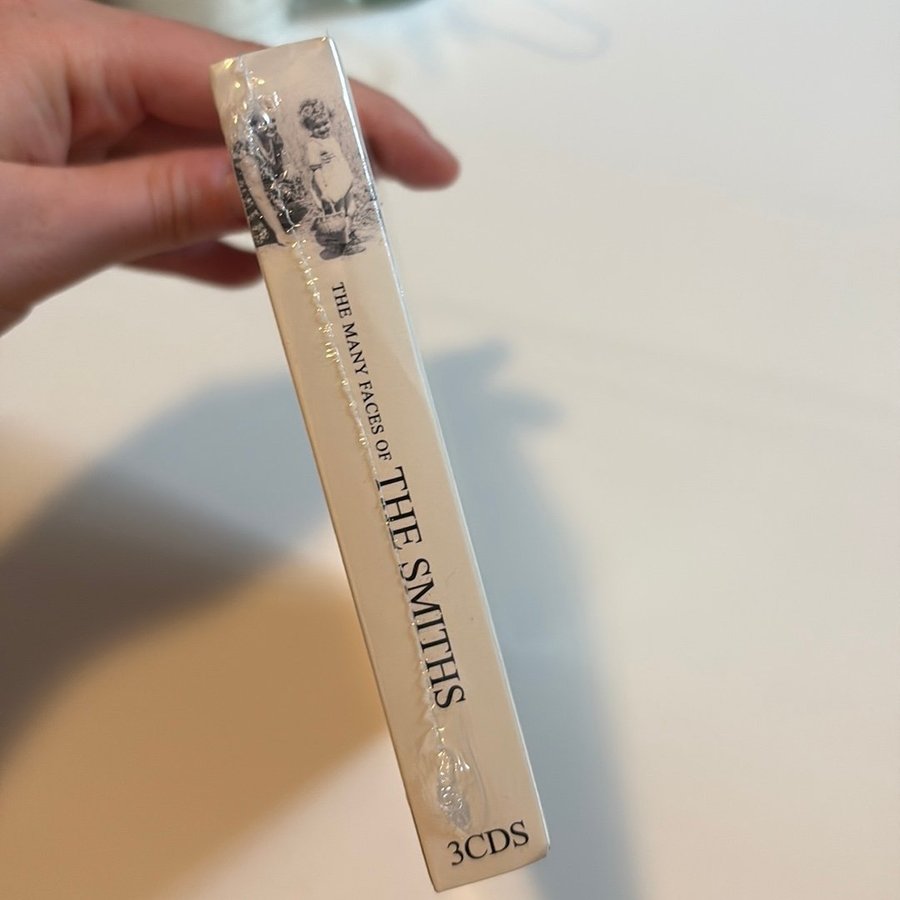 THE MANY FACES OF THE SMITHS
3CDS